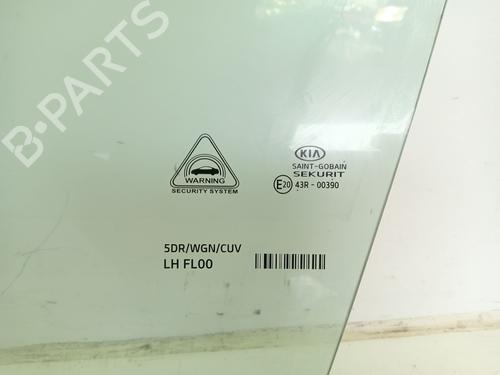 B-PARTS
WARNING
SECURITY SYSTEM
KIA
SAINT-GOBAIN
SEKURIT
E20 43R - 00390
5DR/WGN/CUV
LH FL00